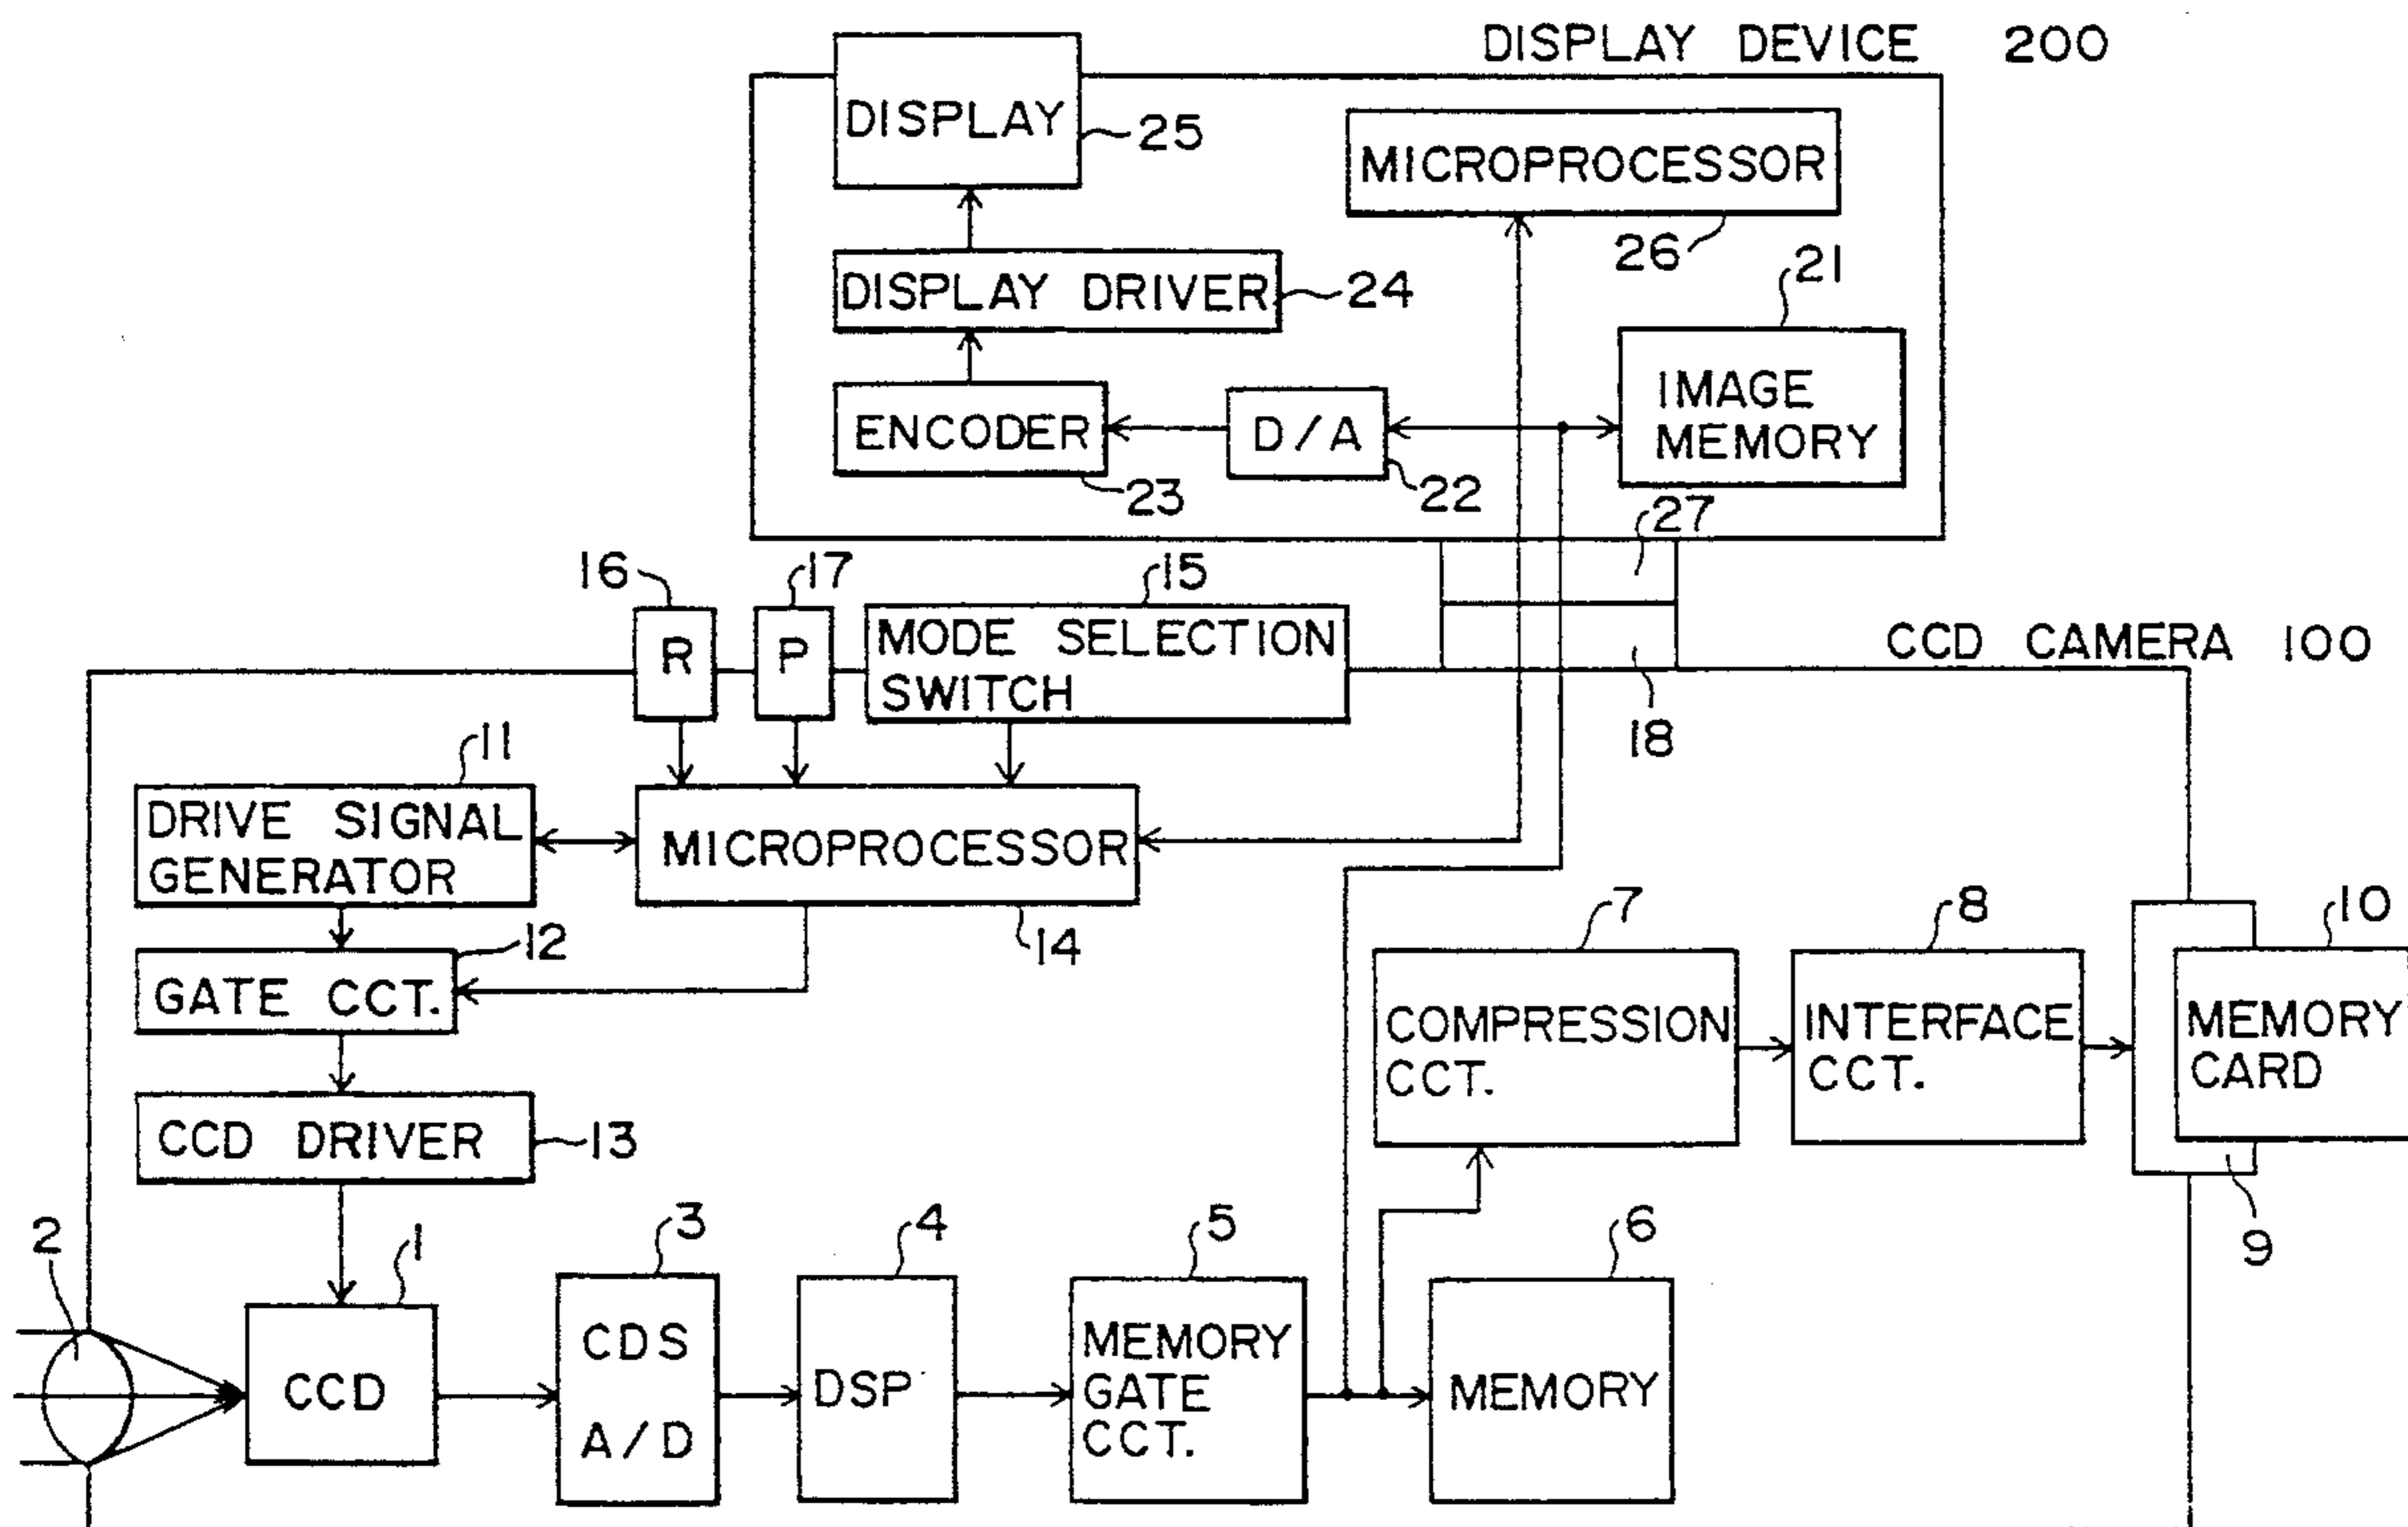 DISPLAY DEVICE 200
DISPLAY
25
MICROPROCESSOR
26
21
DISPLAY DRIVER
24
IMAGE
MEMORY
ENCODER
23
D/A
22
27
16
17
15
R
P
MODE SELECTION
SWITCH
CCD CAMERA 100
18
11
DRIVE SIGNAL
GENERATOR
MICROPROCESSOR
14
12
GATE CCT.
7
8
10
COMPRESSION
CCT.
INTERFACE
CCT.
MEMORY
CARD
9
CCD DRIVER
13
2
1
3
4
5
6
CCD
CDS
A/D
DSP
MEMORY
GATE
CCT.
MEMORY